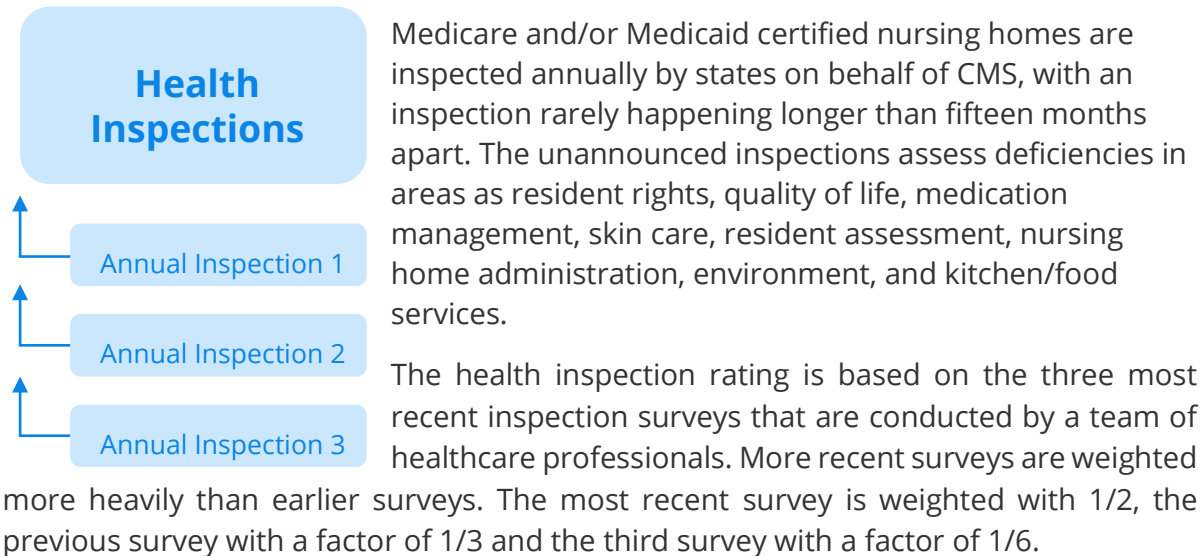 Health
Inspections
Annual Inspection 1
Annual Inspection 2
Annual Inspection 3
Medicare and/or Medicaid certified nursing homes are
inspected annually by states on behalf of CMS, with an
inspection rarely happening longer than fifteen months
apart. The unannounced inspections assess deficiencies in
areas as resident rights, quality of life, medication
management, skin care, resident assessment, nursing
home administration, environment, and kitchen/food
services.
The health inspection rating is based on the three most
recent inspection surveys that are conducted by a team of
healthcare professionals. More recent surveys are weighted
more heavily than earlier surveys. The most recent survey is weighted with 1/2, the
previous survey with a factor of 1/3 and the third survey with a factor of 1/6.